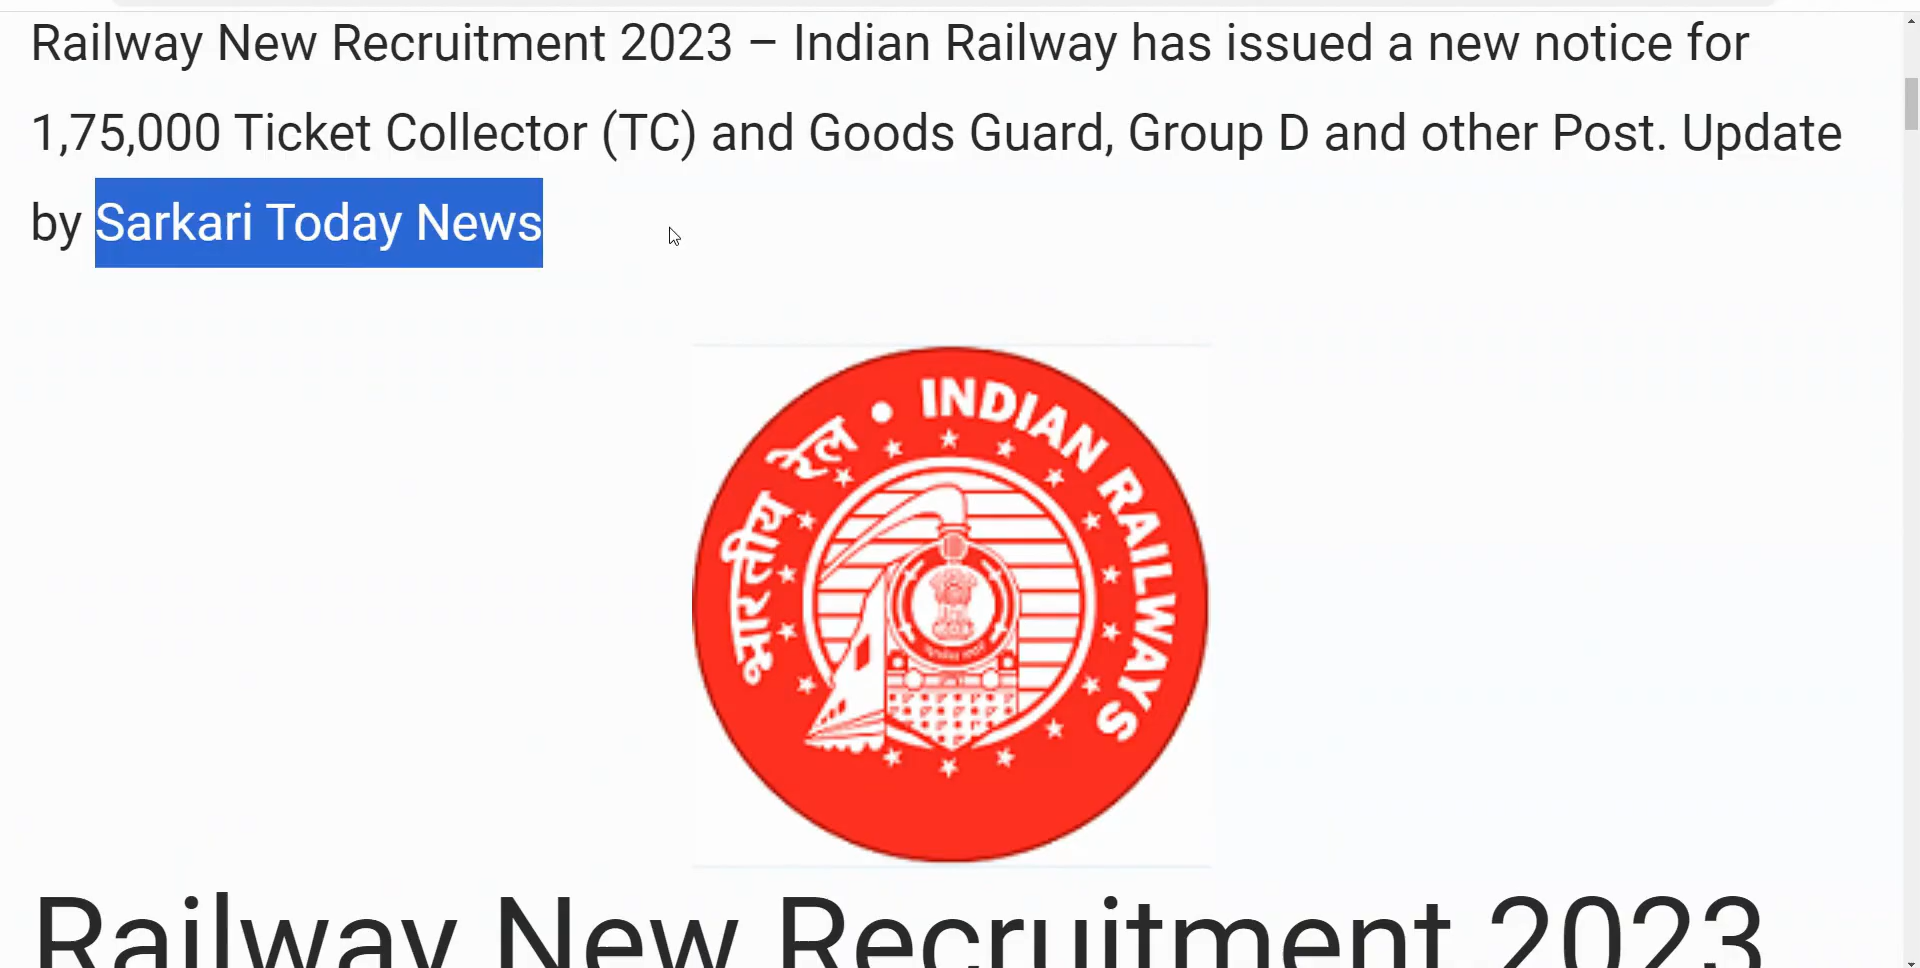 Railway New Recruitment 2023 – Indian Railway has issued a new notice for
1,75,000 Ticket Collector (TC) and Goods Guard, Group D and other Post. Update
by Sarkari Today News
भारतीय रेल • INDIAN RAILWAYS
Railway New Recruitment 2023